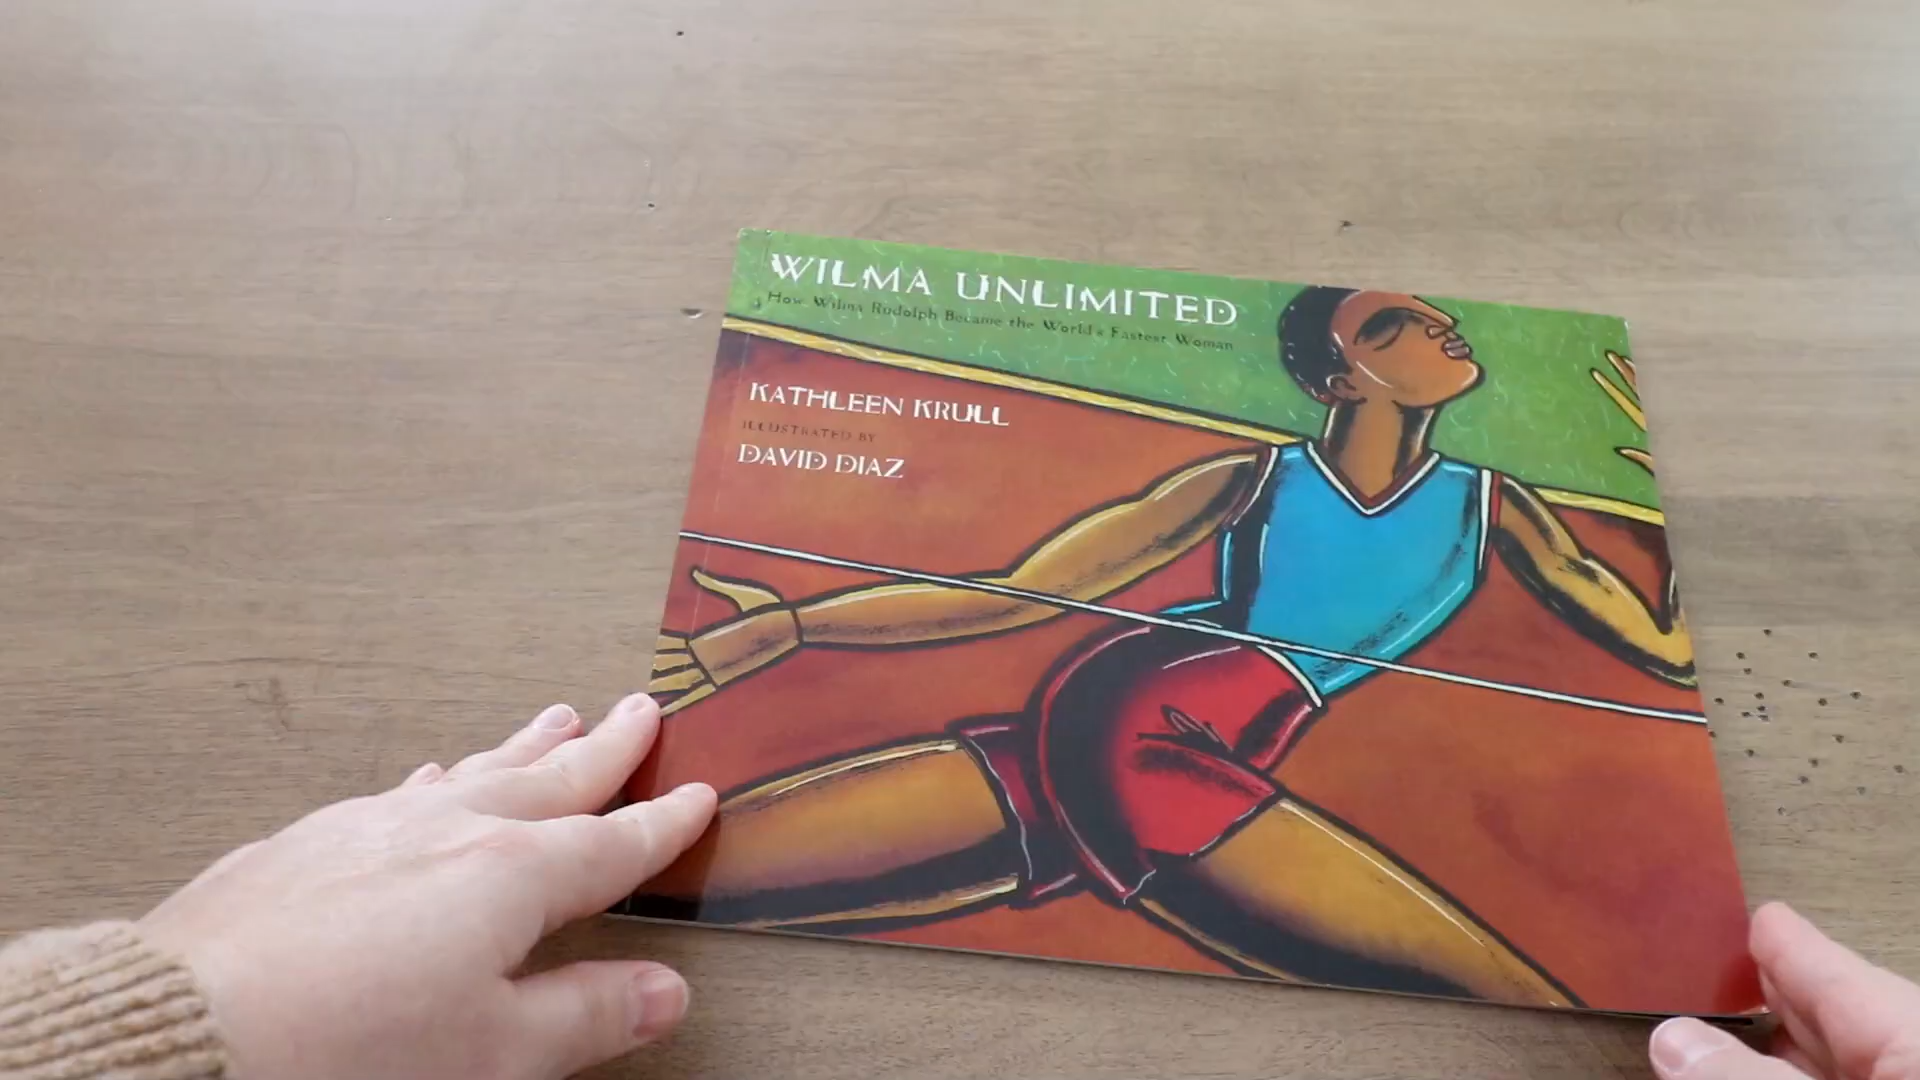 WILMA UNLIMITED
How Wilma Rudolph Became the World's Fastest Woman
KATHLEEN KRULL
ILLUSTRATED BY
DAVID DIAZ